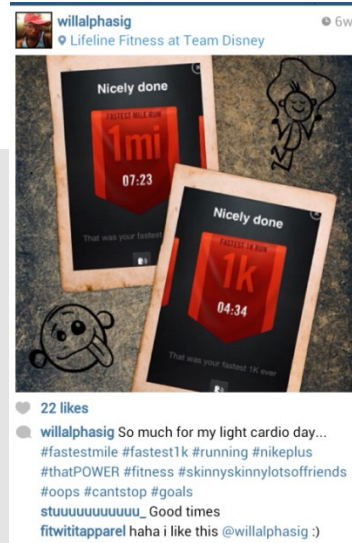 willalphasig
6w
Lifeline Fitness at Team Disney
Nicely done
FASTEST MILE RUN
1mi
07:23
That was your fastest
Nicely done
FASTEST 1K RUN
1k
04:34
That was your fastest 1K ever
22 likes
willalphasig So much for my light cardio day...
#fastestmile #fastest1k #running #nikeplus
#thatPOWER #fitness #skinnyskinnylotsoffriends
#oops #cantstop #goals
stuuuuuuuuuuu_ Good times
fitwititapparel haha i like this @willalphasig :)